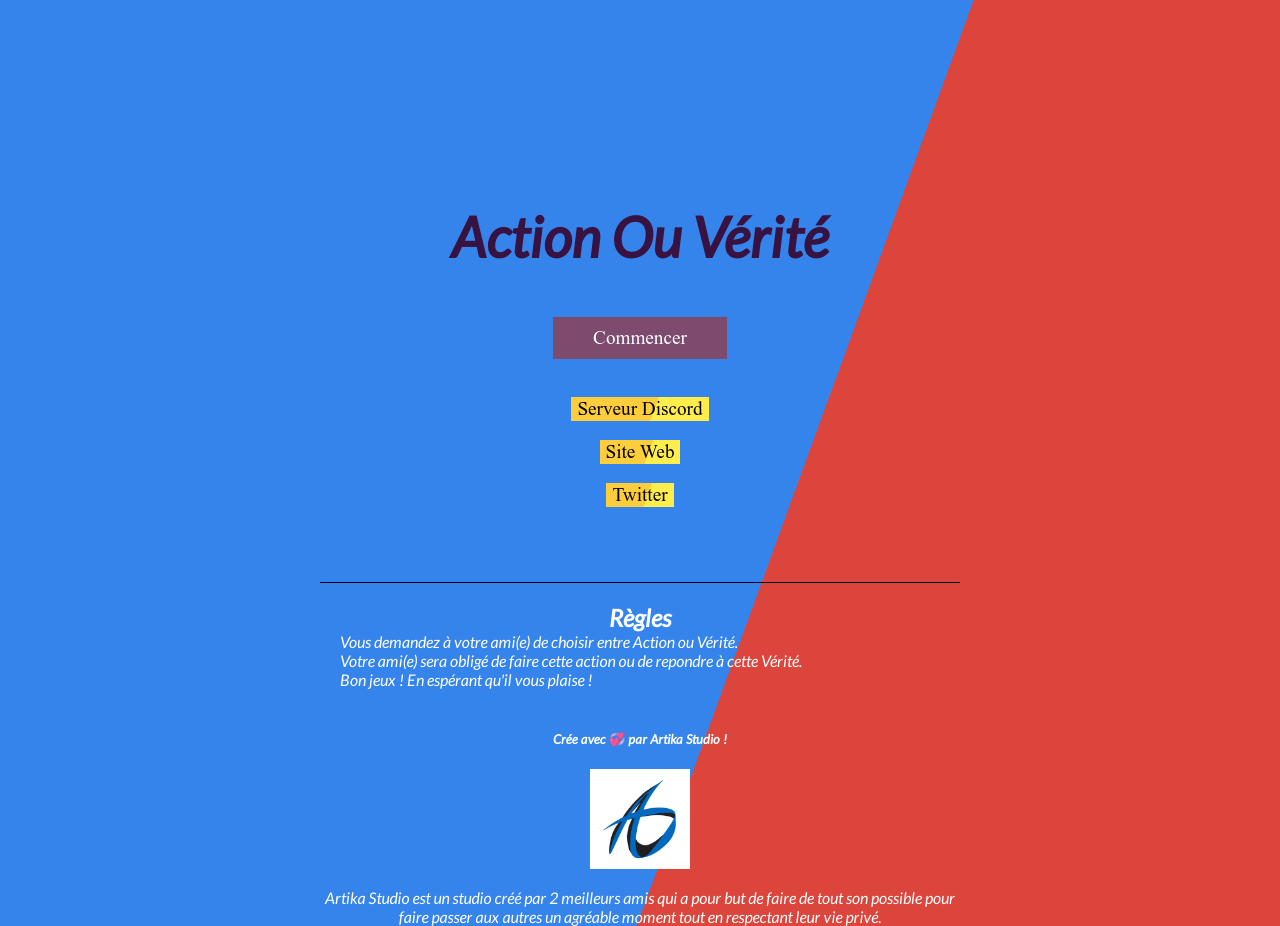 Action Ou Vérité
Commencer
Serveur Discord
Site Web
Twitter
Règles
Vous demandez à votre ami(e) de choisir entre Action ou Vérité.
Votre ami(e) sera obligé de faire cette action ou de repondre à cette Vérité.
Bon jeux ! En espérant qu'il vous plaise !
Crée avec 💞 par Artika Studio !
Artika Studio est un studio créé par 2 meilleurs amis qui a pour but de faire de tout son possible pour
faire passer aux autres un agréable moment tout en respectant leur vie privé.